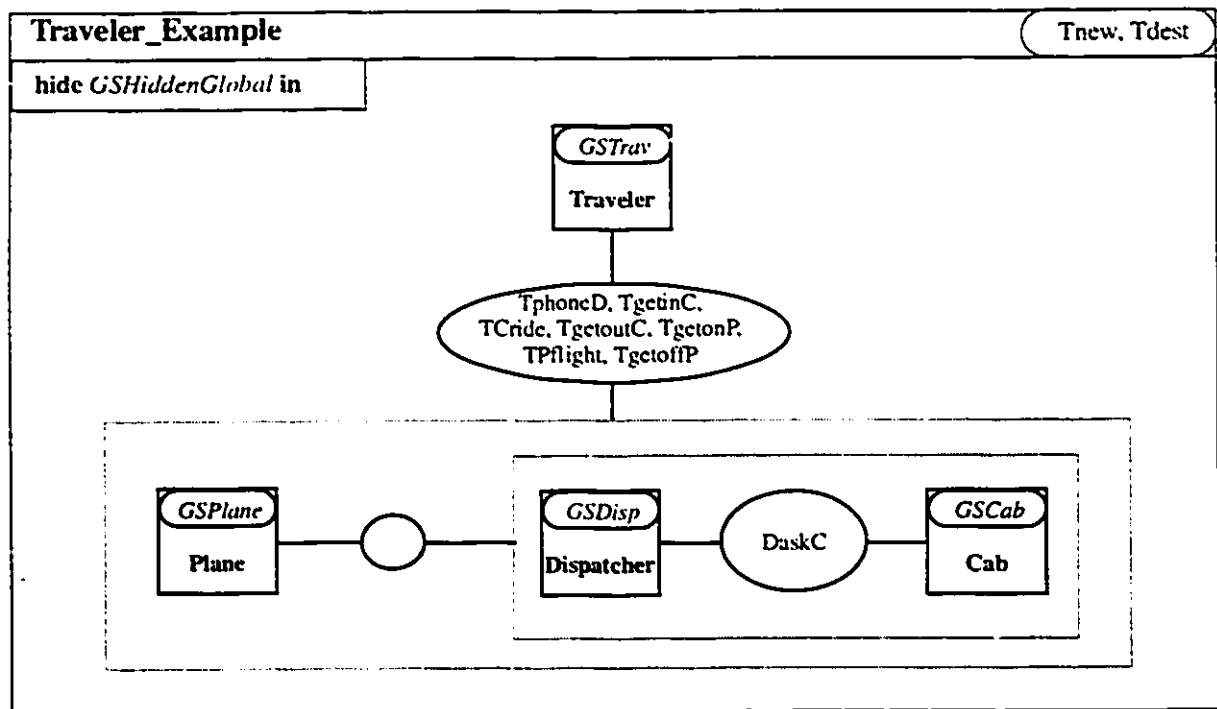 Traveler_Example
Tnew, Tdest
hide GSHiddenGlobal in
GSTrav
Traveler
TphoneD, TgetinC,
TCride, TgetoutC, TgetonP,
TPflight, TgetoffP
GSPlane
Plane
GSDisp
Dispatcher
DaskC
GSCab
Cab